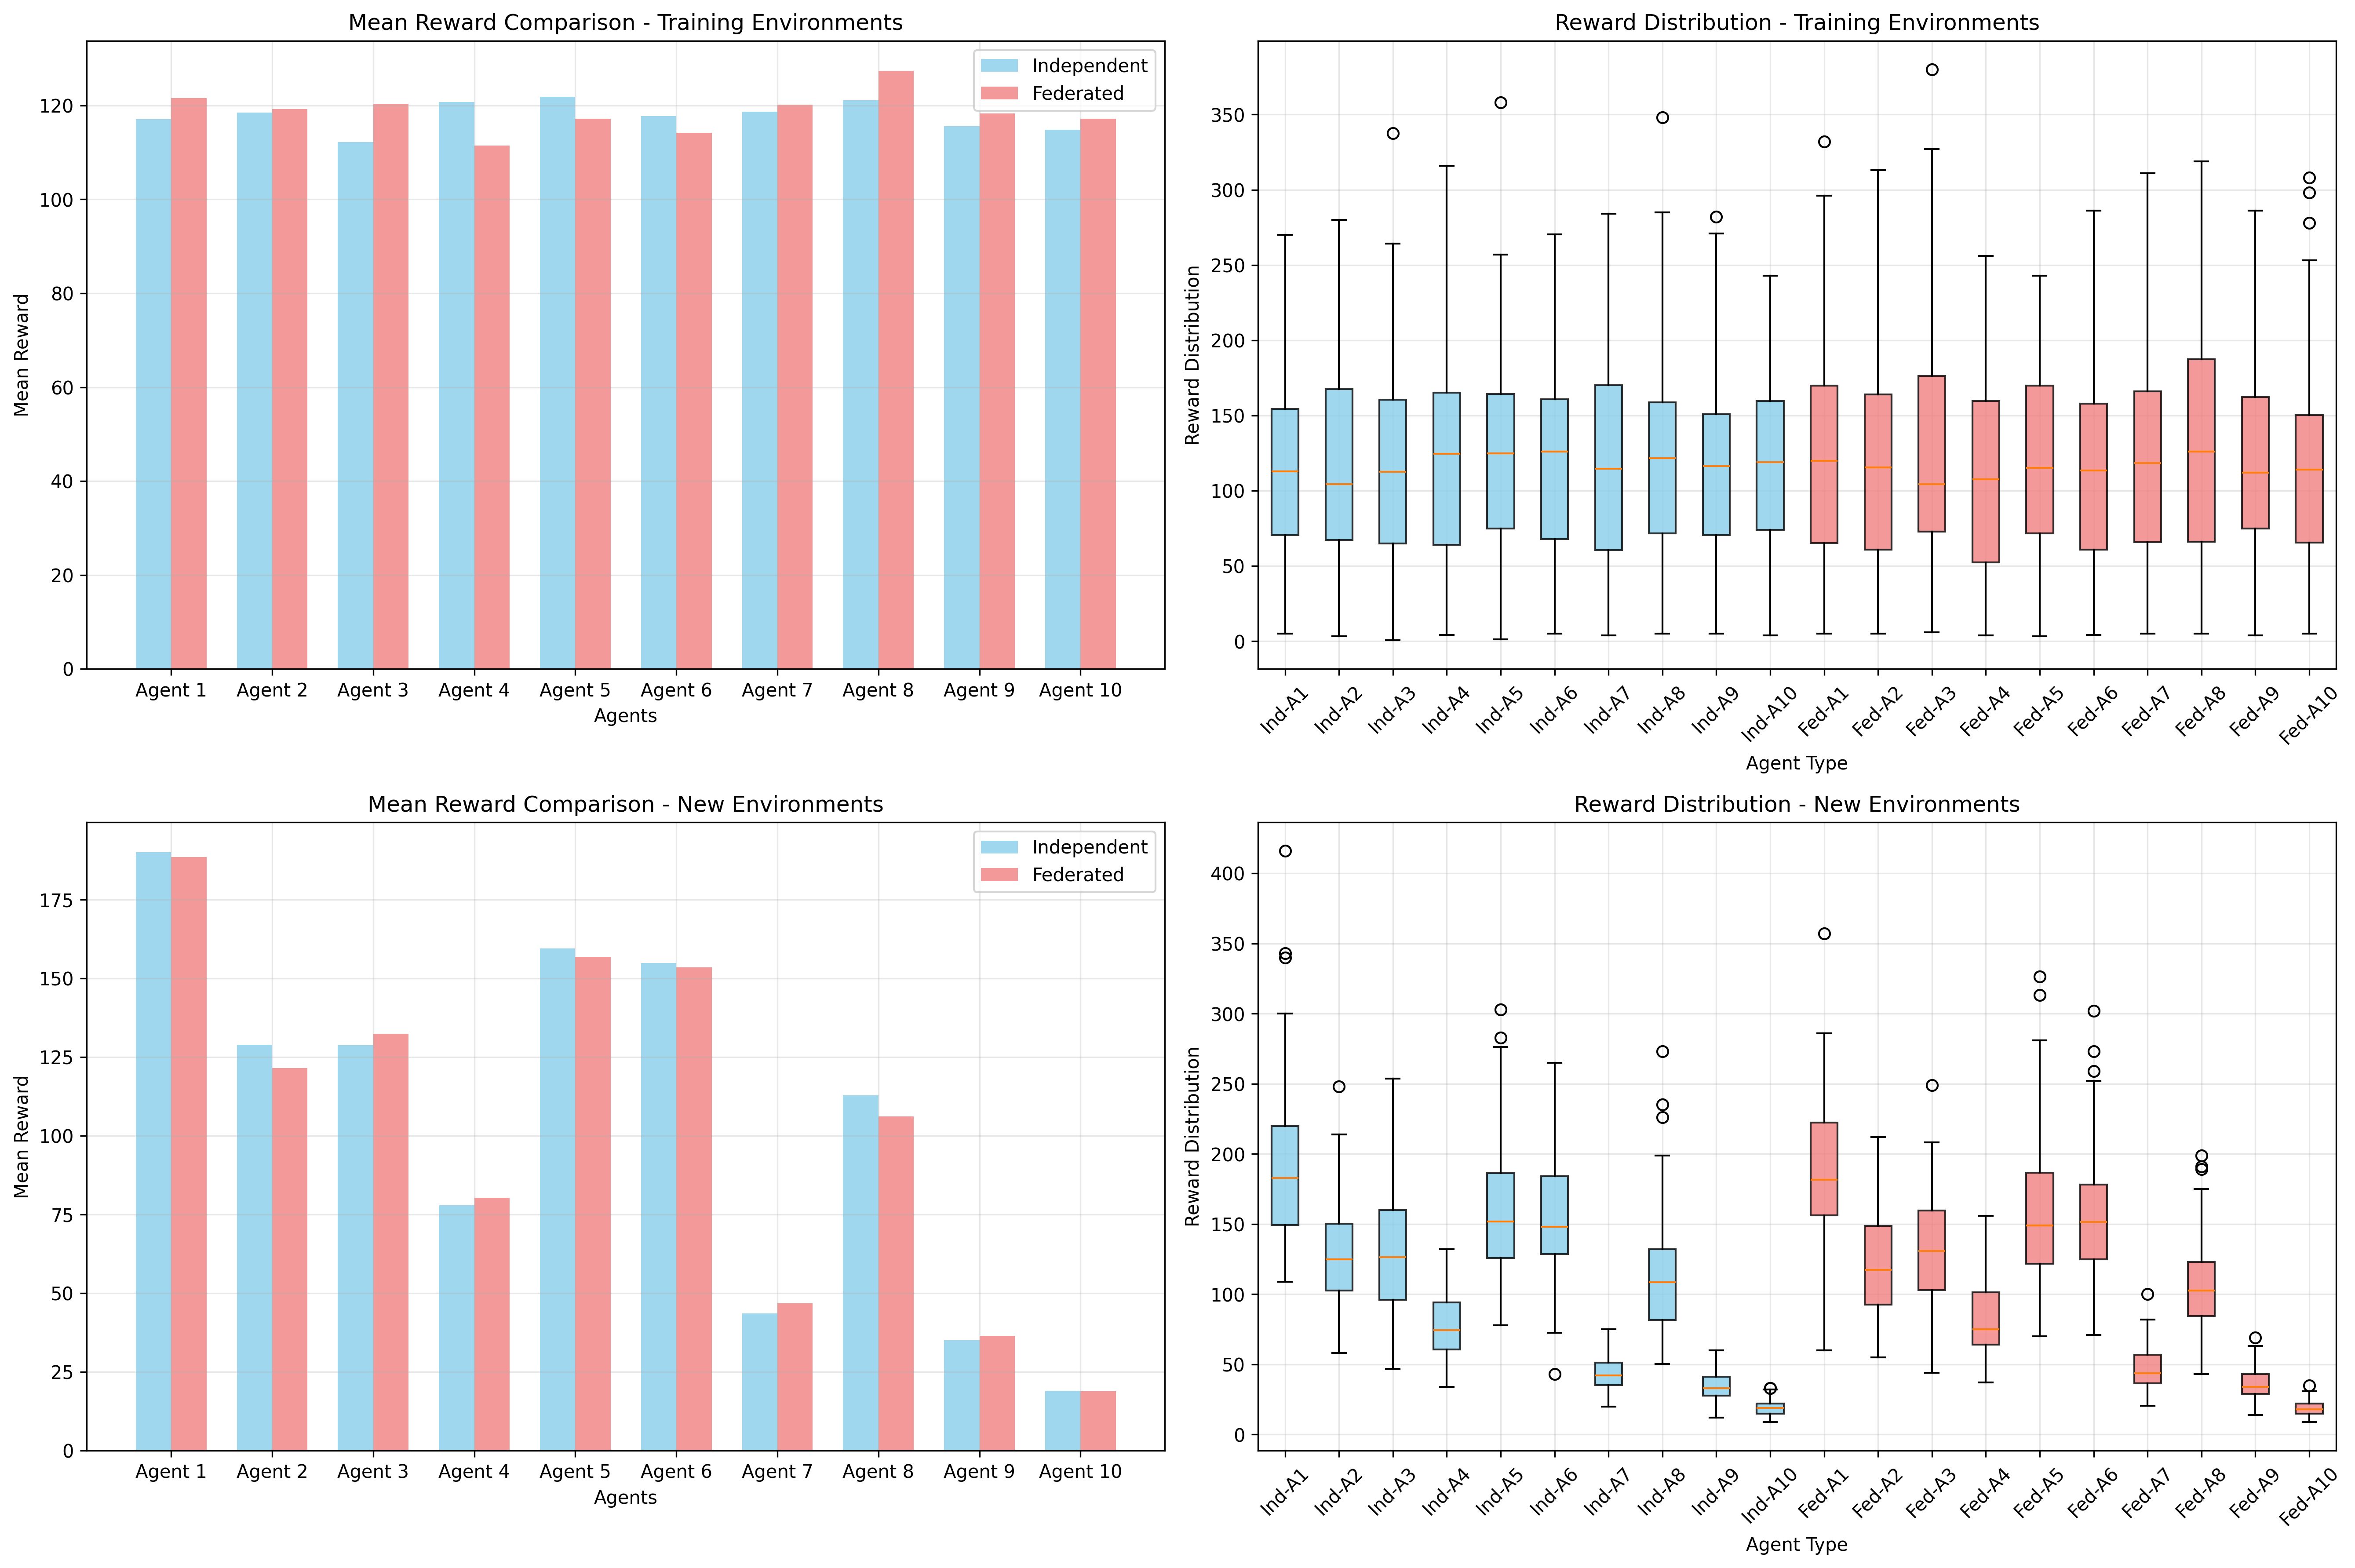 Mean Reward Comparison - Training Environments
Mean Reward
120
100
80
60
40
20
0
Independent
Federated
Agent 1 Agent 2 Agent 3 Agent 4 Agent 5 Agent 6 Agent 7 Agent 8 Agent 9 Agent 10
Agents
Reward Distribution - Training Environments
Reward Distribution
350
300
250
200
150
100
50
0
Ind-A1 Ind-A2 Ind-A3 Ind-A4 Ind-A5 Ind-A6 Ind-A7 Ind-A8 Ind-A9 Ind-A10 Fed-A1 Fed-A2 Fed-A3 Fed-A4 Fed-A5 Fed-A6 Fed-A7 Fed-A8 Fed-A9 Fed-A10
Agent Type
Mean Reward Comparison - New Environments
Mean Reward
175
150
125
100
75
50
25
0
Independent
Federated
Agent 1 Agent 2 Agent 3 Agent 4 Agent 5 Agent 6 Agent 7 Agent 8 Agent 9 Agent 10
Agents
Reward Distribution - New Environments
Reward Distribution
400
350
300
250
200
150
100
50
0
Ind-A1 Ind-A2 Ind-A3 Ind-A4 Ind-A5 Ind-A6 Ind-A7 Ind-A8 Ind-A9 Ind-A10 Fed-A1 Fed-A2 Fed-A3 Fed-A4 Fed-A5 Fed-A6 Fed-A7 Fed-A8 Fed-A9 Fed-A10
Agent Type